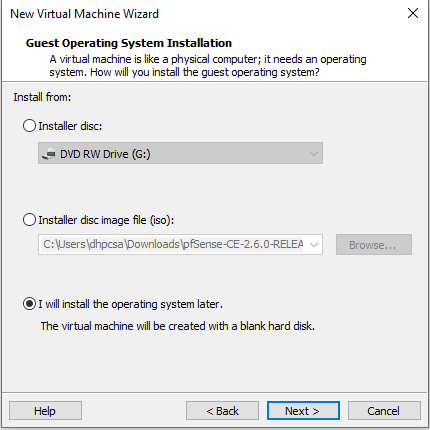 New Virtual Machine Wizard
Guest Operating System Installation
A virtual machine is like a physical computer; it needs an operating
system. How will you install the guest operating system?
Install from:
Installer disc:
DVD RW Drive (G:)
Installer disc image file (iso):
C:\Users\dhpcsa\Downloads\pfSense-CE-2.6.0-RELEA
Browse...
I will install the operating system later.
The virtual machine will be created with a blank hard disk.
Help
< Back
Next >
Cancel